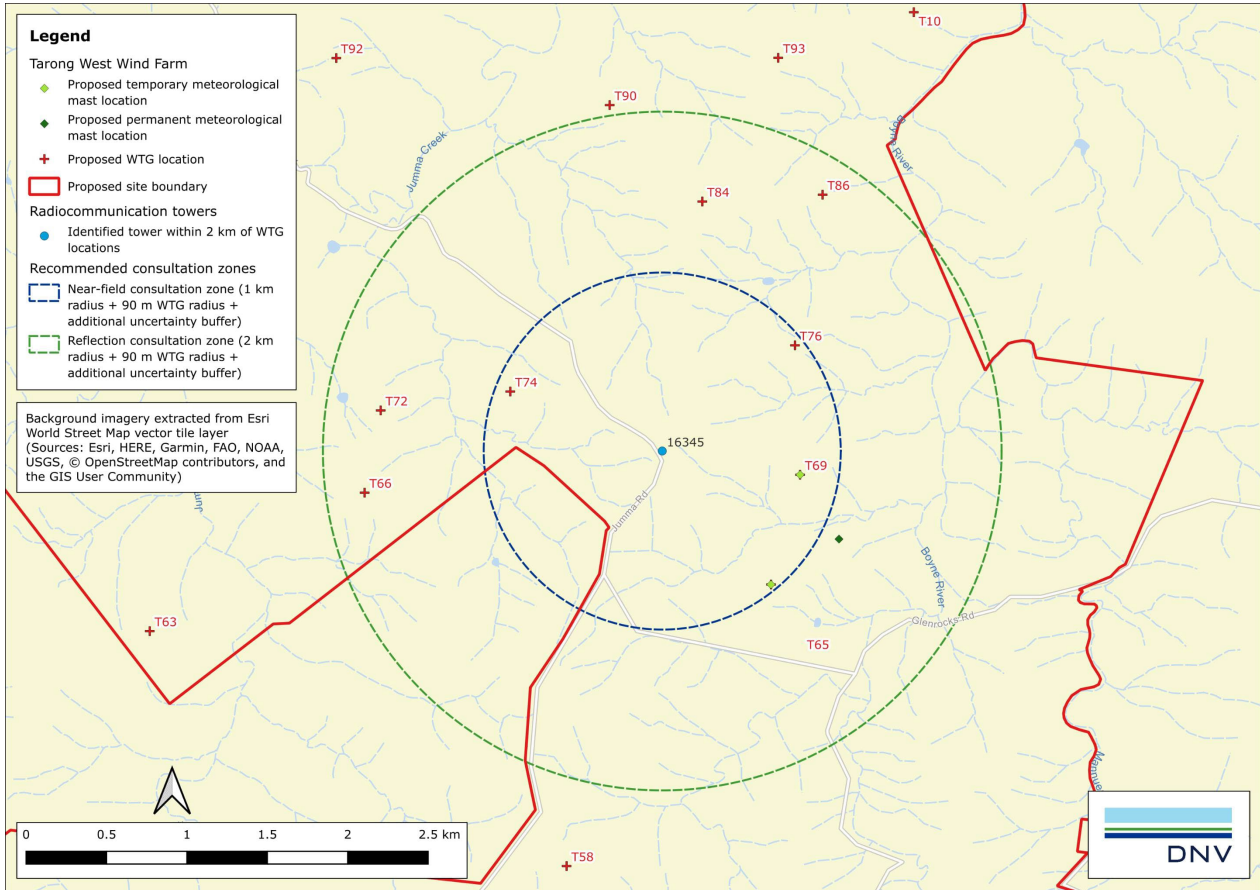 Legend
Tarong West Wind Farm
Proposed temporary meteorological
mast location
Proposed permanent meteorological
mast location
Proposed WTG location
Proposed site boundary
Radiocommunication towers
Identified tower within 2 km of WTG
locations
Recommended consultation zones
Near-field consultation zone (1 km
radius + 90 m WTG radius +
additional uncertainty buffer)
Reflection consultation zone (2 km
radius + 90 m WTG radius +
additional uncertainty buffer)
Background imagery extracted from Esri
World Street Map vector tile layer
(Sources: Esri, HERE, Garmin, FAO, NOAA,
USGS, © OpenStreetMap contributors, and
the GIS User Community)
T10
T92
T93
T90
Boyne River
Jumma Creek
T84
T86
T76
T74
T72
16345
T69
T66
Jumma Rd
Boyne River
Glenrocks Rd
T63
T65
T58
0 0.5 1 1.5 2 2.5 km
DNV